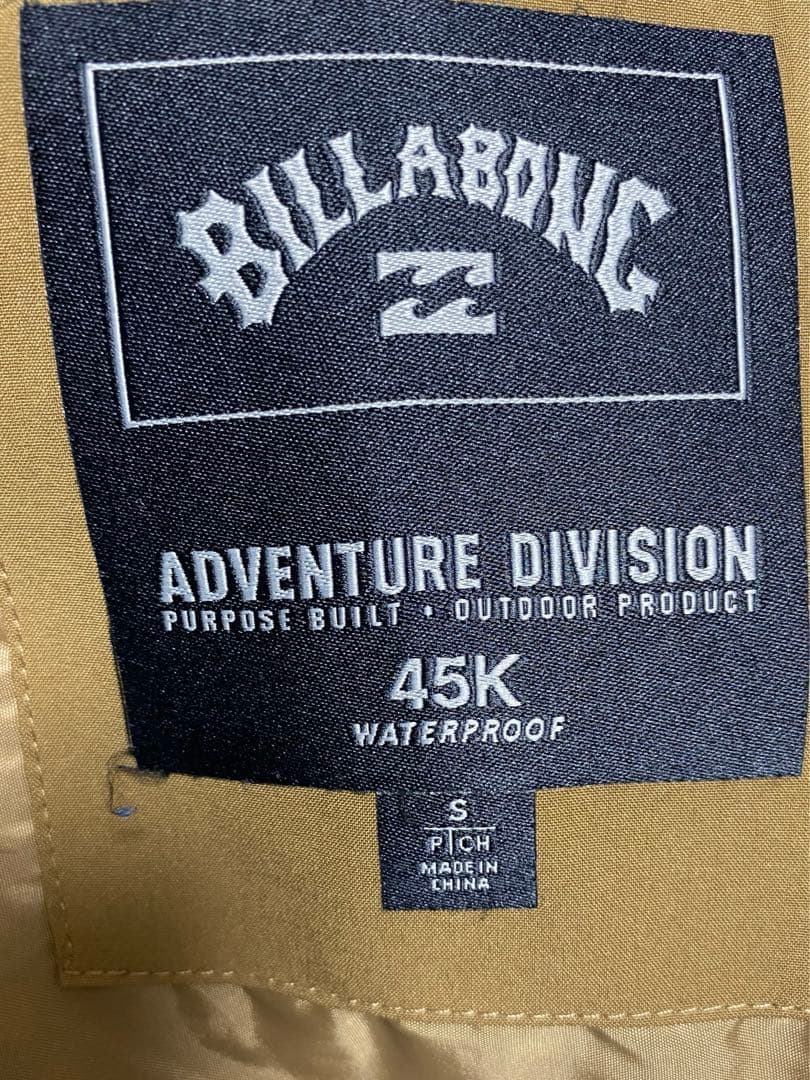 BILLABONG
ADVENTURE DIVISION
PURPOSE BUILT · OUTDOOR PRODUCT
45K
WATERPROOF
S
P T CH
MADE IN
CHINA